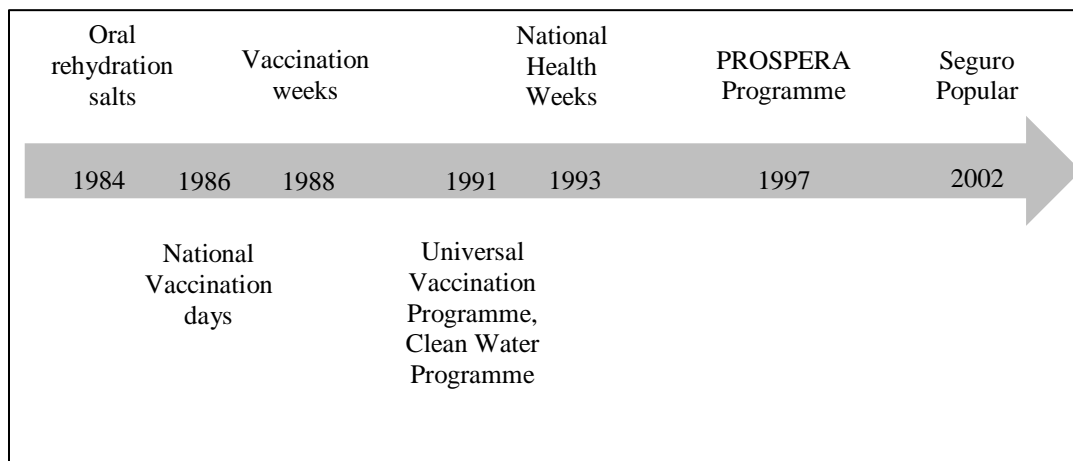 Oral
rehydration
salts
Vaccination
weeks
National
Health
Weeks
PROSPERA
Programme
Seguro
Popular
1984
1986
1988
1991
1993
1997
2002
National
Vaccination
days
Universal
Vaccination
Programme,
Clean Water
Programme